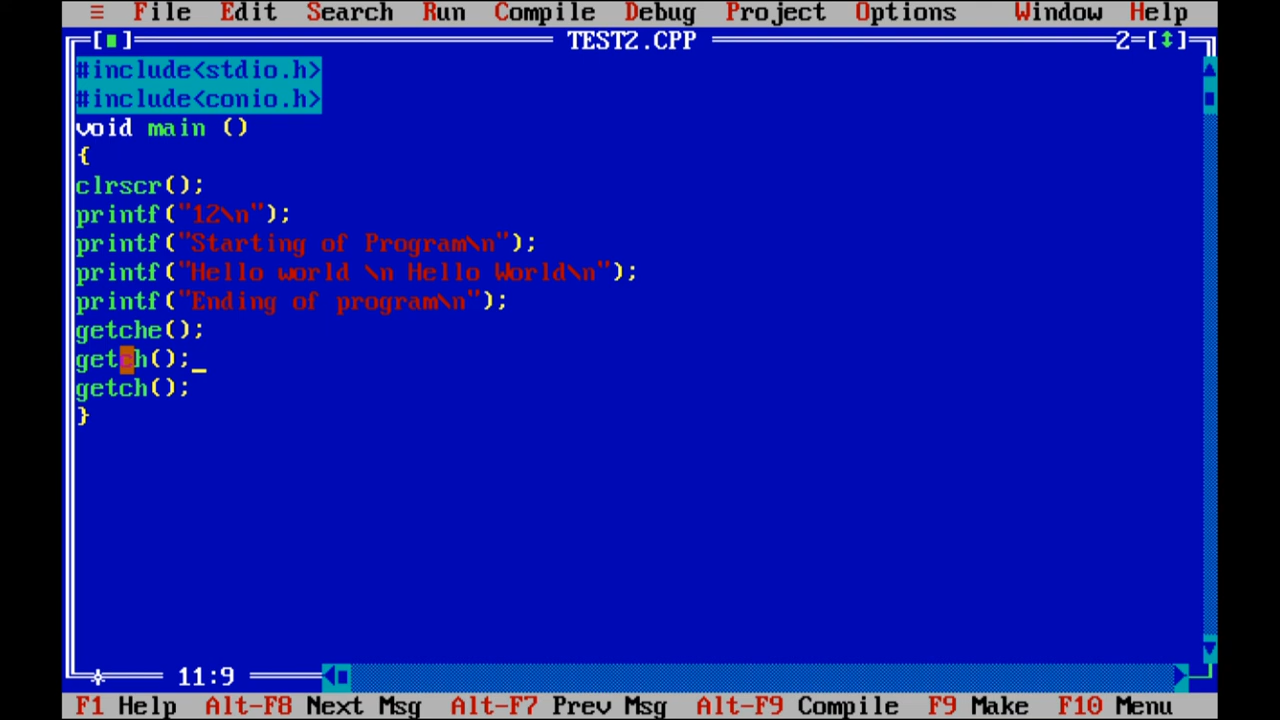 ≡ File Edit Search Run Compile Debug Project Options Window Help
[■] TEST2.CPP 2=[↕]
#include<stdio.h>
#include<conio.h>
void main ()
{
clrscr();
printf("12\n");
printf("Starting of Program\n");
printf("Hello world \n Hello World\n");
printf("Ending of program\n");
getche();
getch();_
getch();
}
11:9
F1 Help Alt-F8 Next Msg Alt-F7 Prev Msg Alt-F9 Compile F9 Make F10 Menu